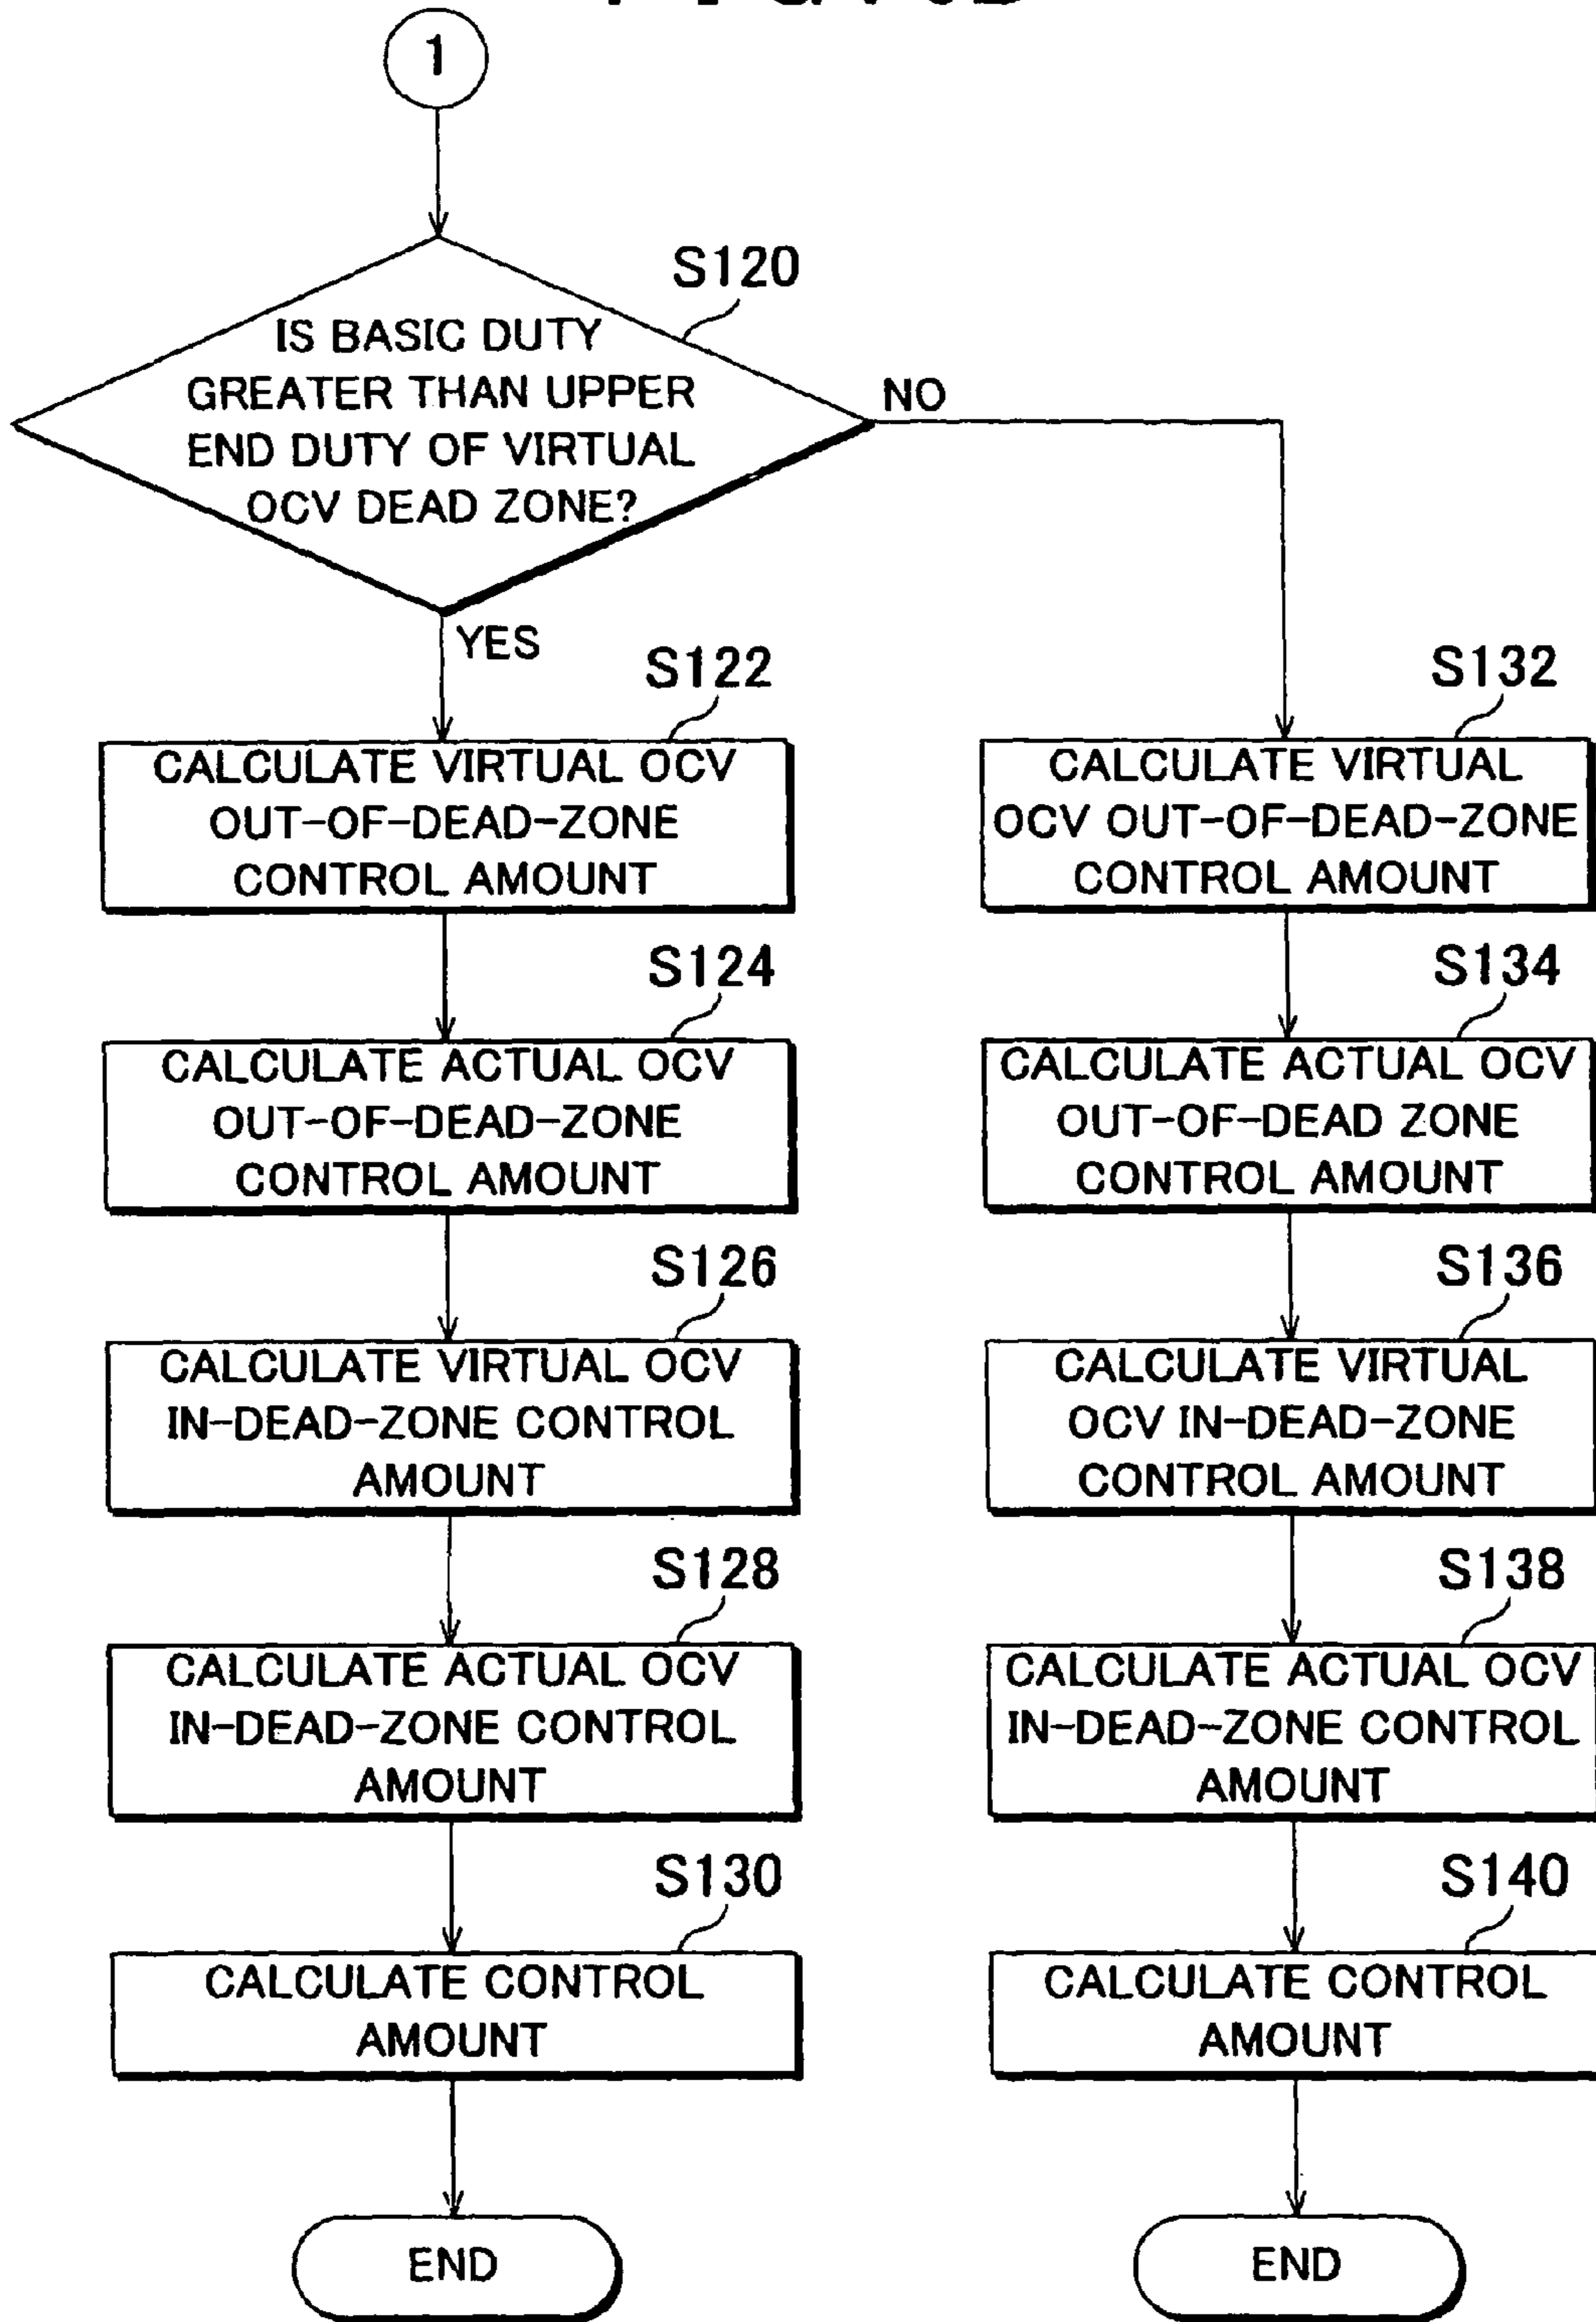 1
S120
IS BASIC DUTY
GREATER THAN UPPER
END DUTY OF VIRTUAL
OCV DEAD ZONE?
NO
YES
S122
CALCULATE VIRTUAL OCV
OUT-OF-DEAD-ZONE
CONTROL AMOUNT
S124
CALCULATE ACTUAL OCV
OUT-OF-DEAD-ZONE
CONTROL AMOUNT
S126
CALCULATE VIRTUAL OCV
IN-DEAD-ZONE CONTROL
AMOUNT
S128
CALCULATE ACTUAL OCV
IN-DEAD-ZONE CONTROL
AMOUNT
S130
CALCULATE CONTROL
AMOUNT
END
S132
CALCULATE VIRTUAL
OCV OUT-OF-DEAD-ZONE
CONTROL AMOUNT
S134
CALCULATE ACTUAL OCV
OUT-OF-DEAD ZONE
CONTROL AMOUNT
S136
CALCULATE VIRTUAL
OCV IN-DEAD-ZONE
CONTROL AMOUNT
S138
CALCULATE ACTUAL OCV
IN-DEAD-ZONE CONTROL
AMOUNT
S140
CALCULATE CONTROL
AMOUNT
END